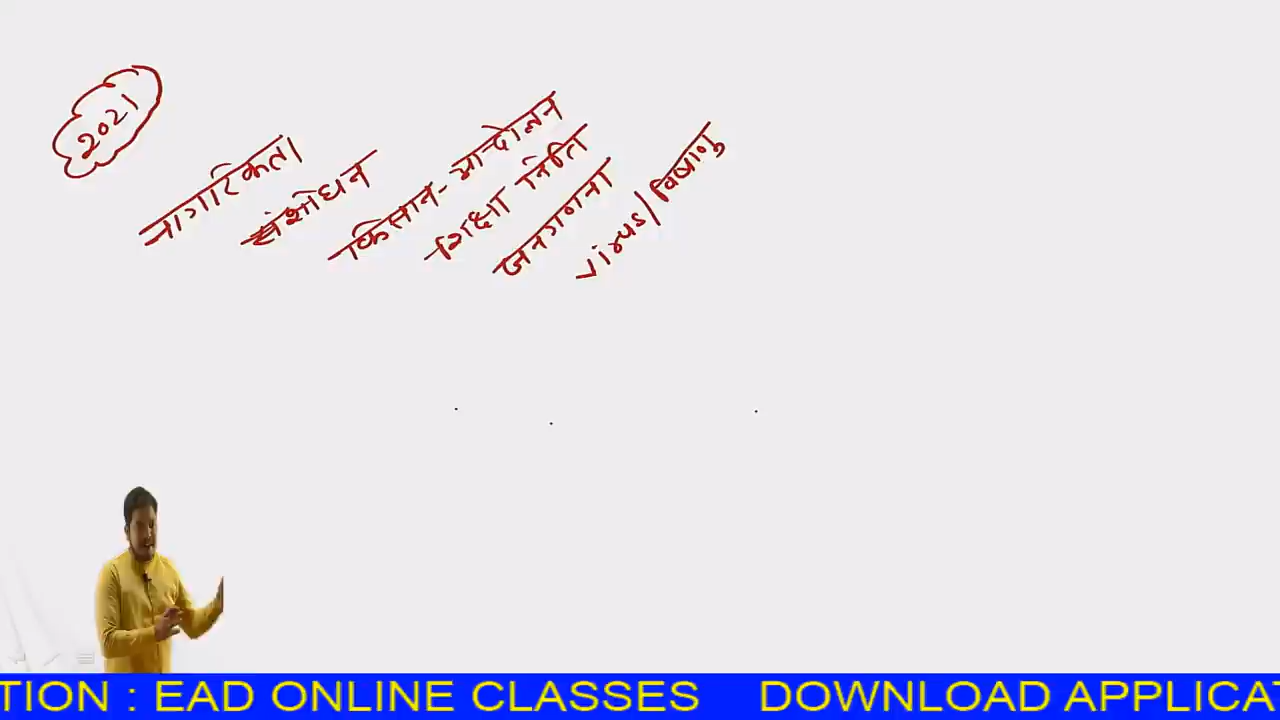 2021
नागरिकता
संशोधन
किसान-आन्दोलन
शिक्षा निति
जनगणना
virus/विषाणु
TION : EAD ONLINE CLASSES DOWNLOAD APPLICAT